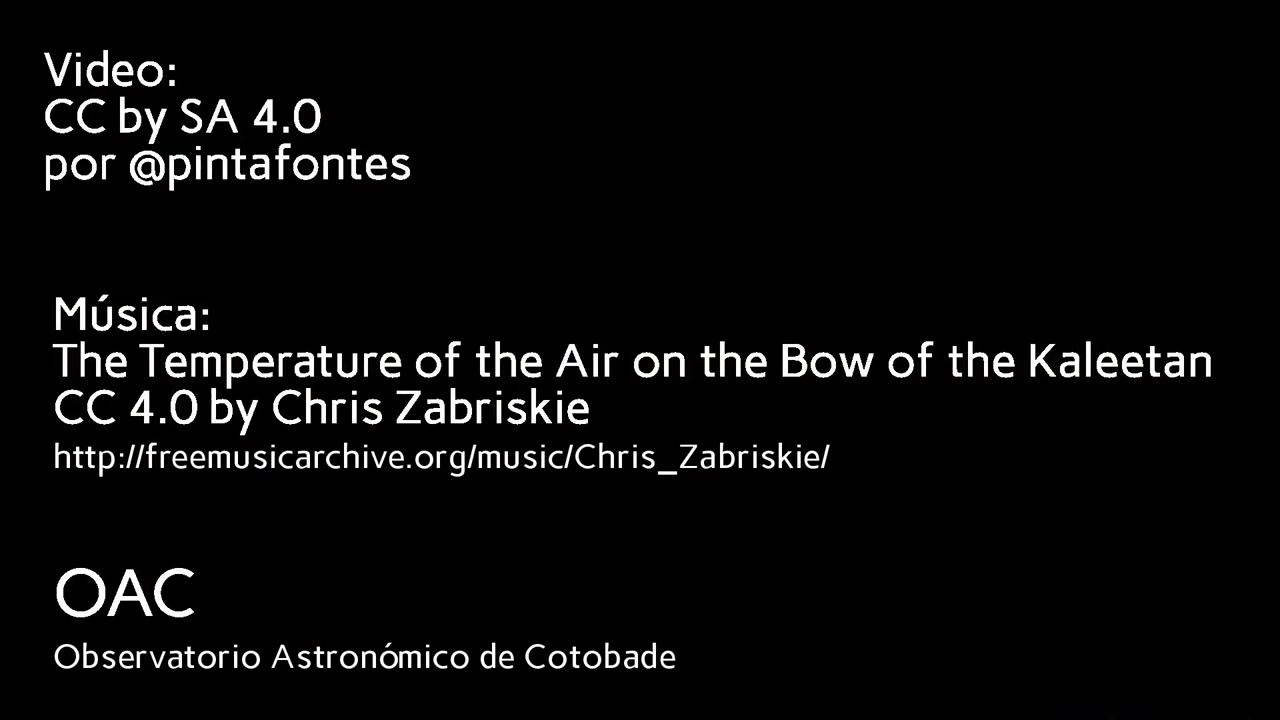 Video:
CC by SA 4.0
por @pintafontes
Música:
The Temperature of the Air on the Bow of the Kaleetan
CC 4.0 by Chris Zabriskie
http://freemusicarchive.org/music/Chris_Zabriskie/
OAC
Observatorio Astronómico de Cotobade